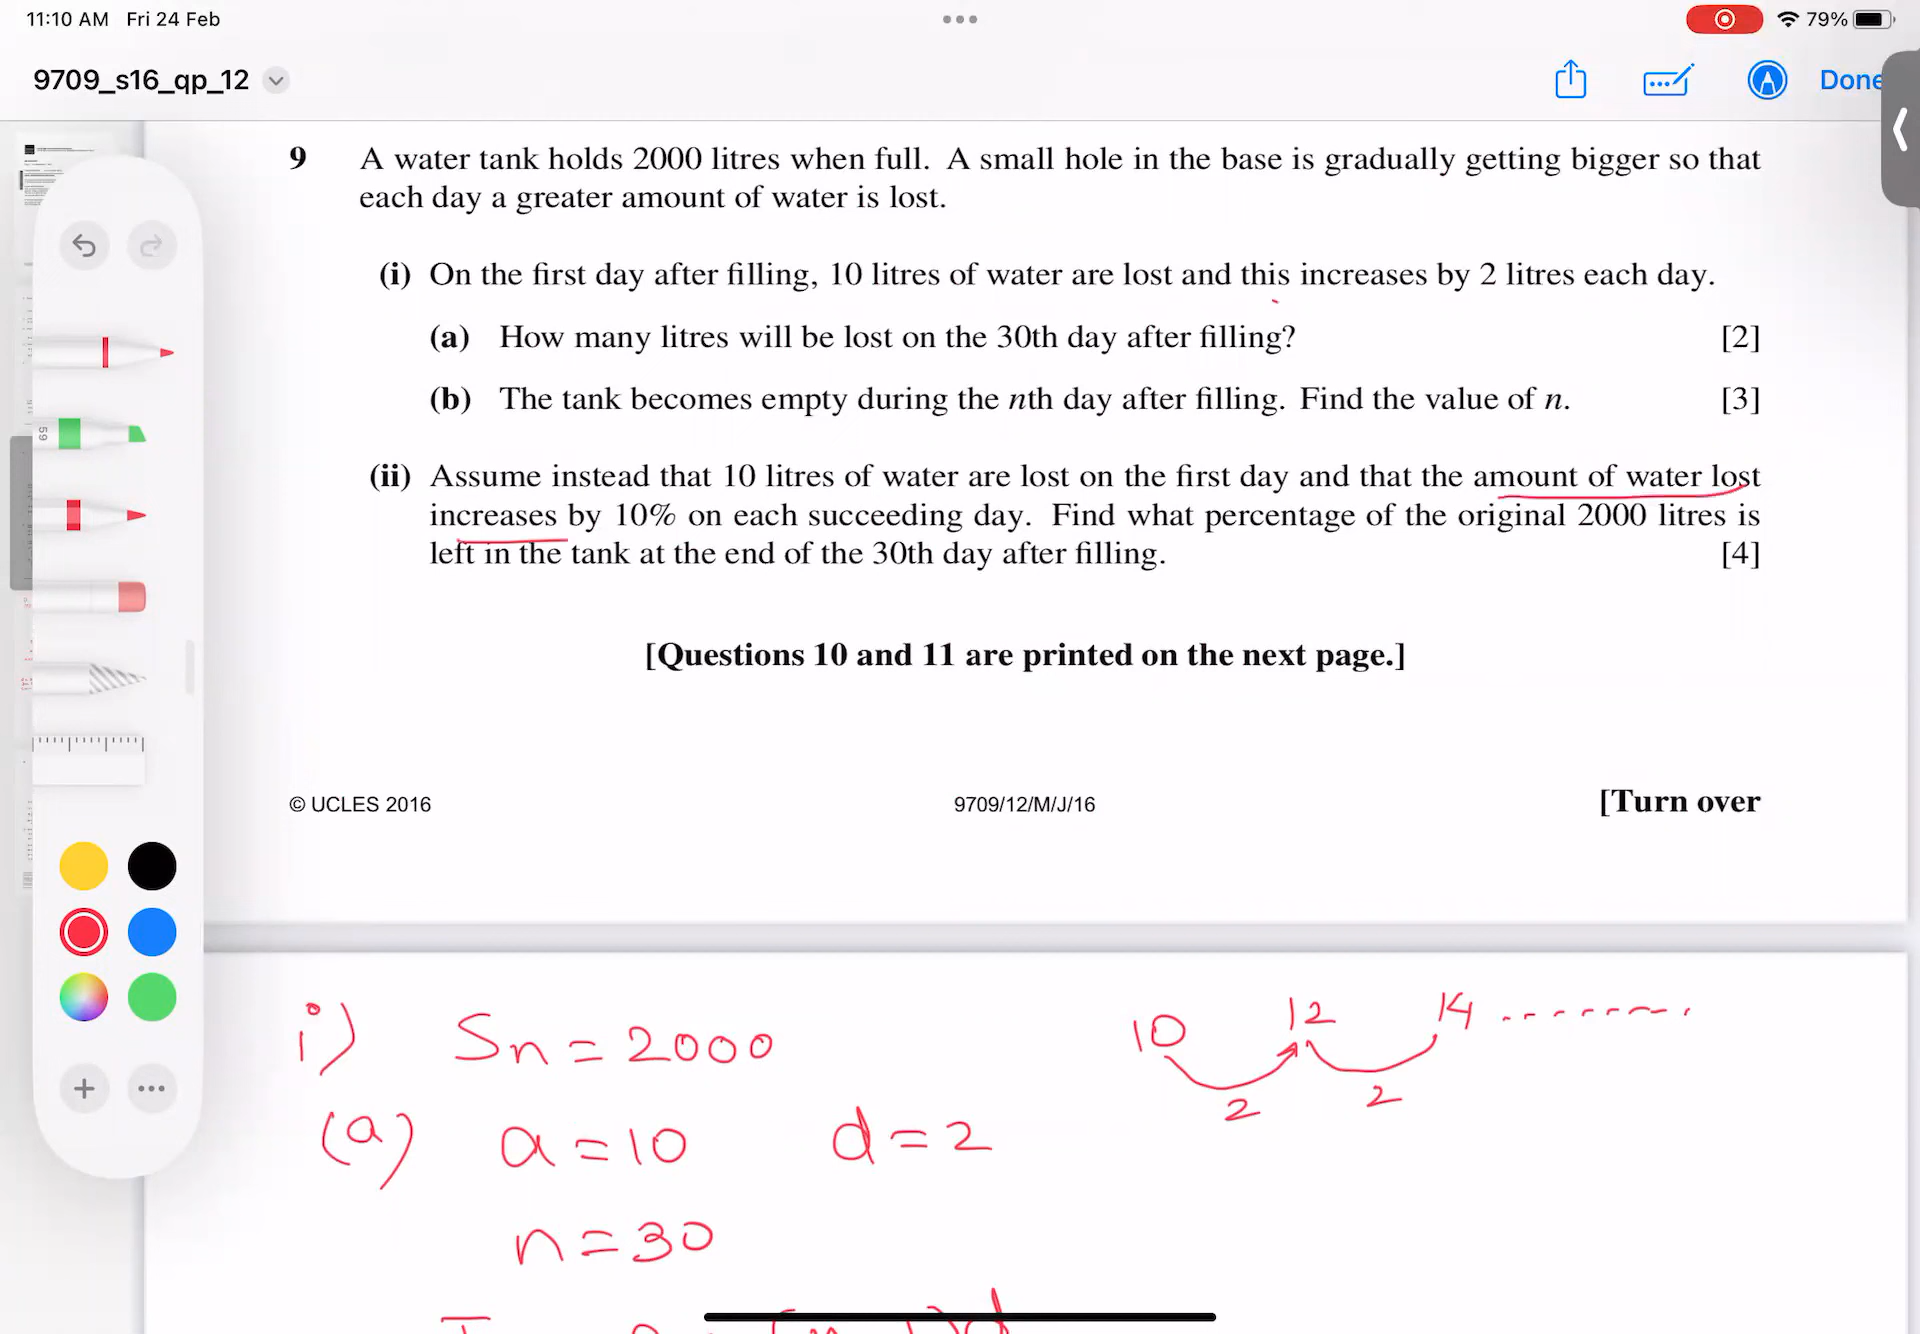 11:10 AM Fri 24 Feb
79%
9709_s16_qp_12
Done
9 A water tank holds 2000 litres when full. A small hole in the base is gradually getting bigger so that
each day a greater amount of water is lost.
(i) On the first day after filling, 10 litres of water are lost and this increases by 2 litres each day.
(a) How many litres will be lost on the 30th day after filling? [2]
(b) The tank becomes empty during the nth day after filling. Find the value of n. [3]
(ii) Assume instead that 10 litres of water are lost on the first day and that the amount of water lost
increases by 10% on each succeeding day. Find what percentage of the original 2000 litres is
left in the tank at the end of the 30th day after filling. [4]
[Questions 10 and 11 are printed on the next page.]
© UCLES 2016 9709/12/M/J/16 [Turn over
59
i) Sn = 2000 10 12 14 ........
2 2
(a) a = 10 d = 2
n = 30